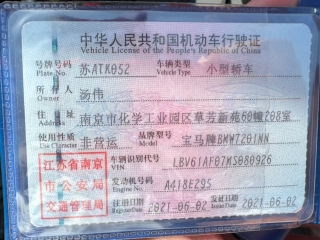 中华人民共和国机动车行驶证
Vehicle License of the People's Republic of China
号牌号码 苏ATK052 车辆类型 小型轿车
Plate No. Vehicle Type
所有人 汤伟
Owner
住址 南京市化学工业园区草芳新苑60幢208室
Address
使用性质 非营运 品牌型号 宝马牌BMW7201NN
Use Character Model
江苏省南京 车辆识别代号 LBV61AF07MS080926
市公安局 VIN
交通管理局 发动机号码 A418E295
Engine No.
注册日期 2021-06-02 发证日期 2021-06-02
Register Date Issue Date